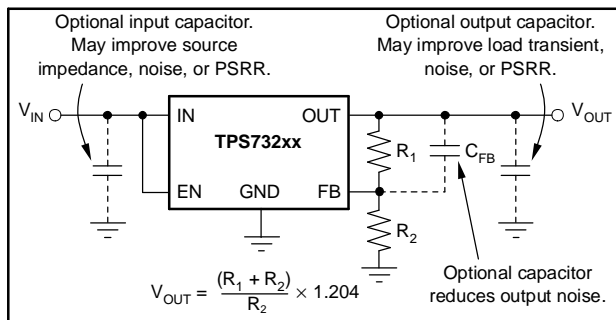 Optional input capacitor.
May improve source
impedance, noise, or PSRR.
Optional output capacitor.
May improve load transient,
noise, or PSRR.
V_IN
IN
OUT
V_OUT
TPS732xx
R_1
C_FB
EN
GND
FB
R_2
Optional capacitor
reduces output noise.
V_OUT = (R_1 + R_2) / R_2 × 1.204